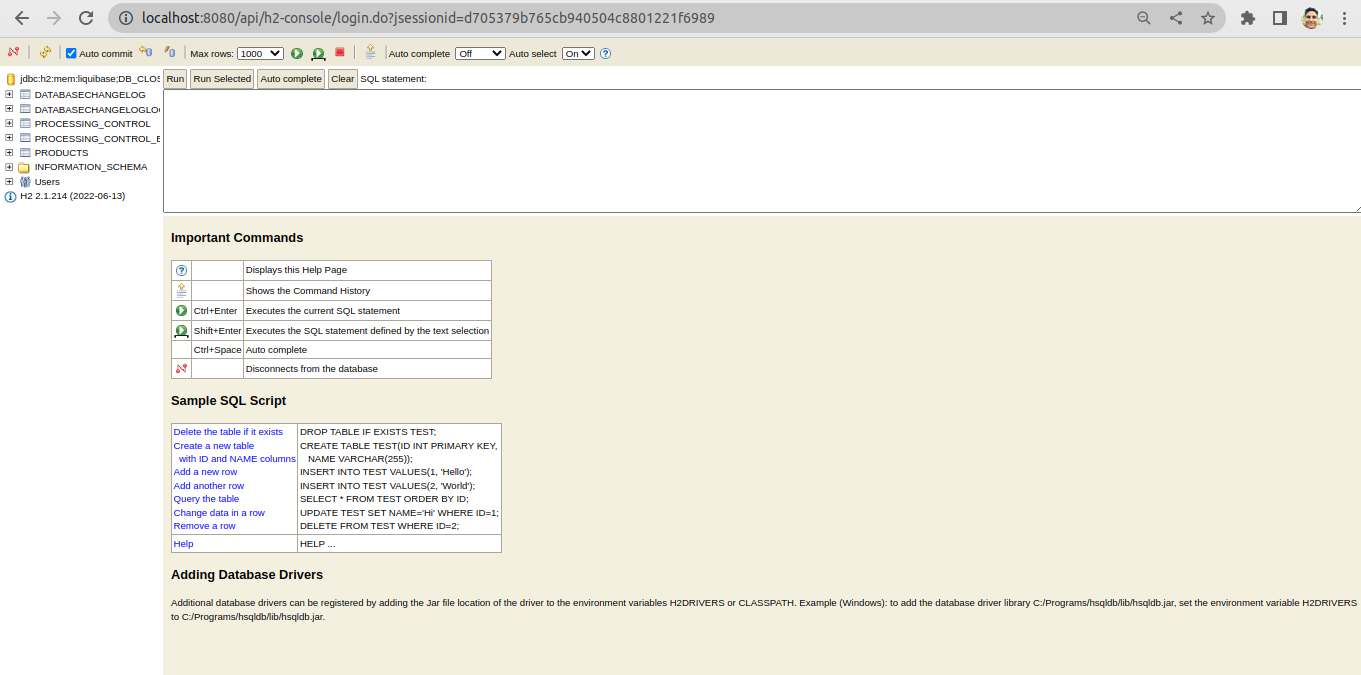 localhost:8080/api/h2-console/login.do?jsessionid=d705379b765cb940504c8801221f6989
Auto commit Max rows: 1000 Auto complete Off Auto select On
jdbc:h2:mem:liquibase;DB_CLOS
Run Run Selected Auto complete Clear SQL statement:
DATABASECHANGELOG
DATABASECHANGELOGLO
PROCESSING_CONTROL
PROCESSING_CONTROL_E
PRODUCTS
INFORMATION_SCHEMA
Users
H2 2.1.214 (2022-06-13)
Important Commands
Displays this Help Page
Shows the Command History
Ctrl+Enter Executes the current SQL statement
Shift+Enter Executes the SQL statement defined by the text selection
Ctrl+Space Auto complete
Disconnects from the database
Sample SQL Script
Delete the table if it exists DROP TABLE IF EXISTS TEST;
Create a new table CREATE TABLE TEST(ID INT PRIMARY KEY,
with ID and NAME columns NAME VARCHAR(255));
Add a new row INSERT INTO TEST VALUES(1, 'Hello');
Add another row INSERT INTO TEST VALUES(2, 'World');
Query the table SELECT * FROM TEST ORDER BY ID;
Change data in a row UPDATE TEST SET NAME='Hi' WHERE ID=1;
Remove a row DELETE FROM TEST WHERE ID=2;
Help HELP ...
Adding Database Drivers
Additional database drivers can be registered by adding the Jar file location of the driver to the environment variables H2DRIVERS or CLASSPATH. Example (Windows): to add the database driver library C:/Programs/hsqldb/lib/hsqldb.jar, set the environment variable H2DRIVERS
to C:/Programs/hsqldb/lib/hsqldb.jar.